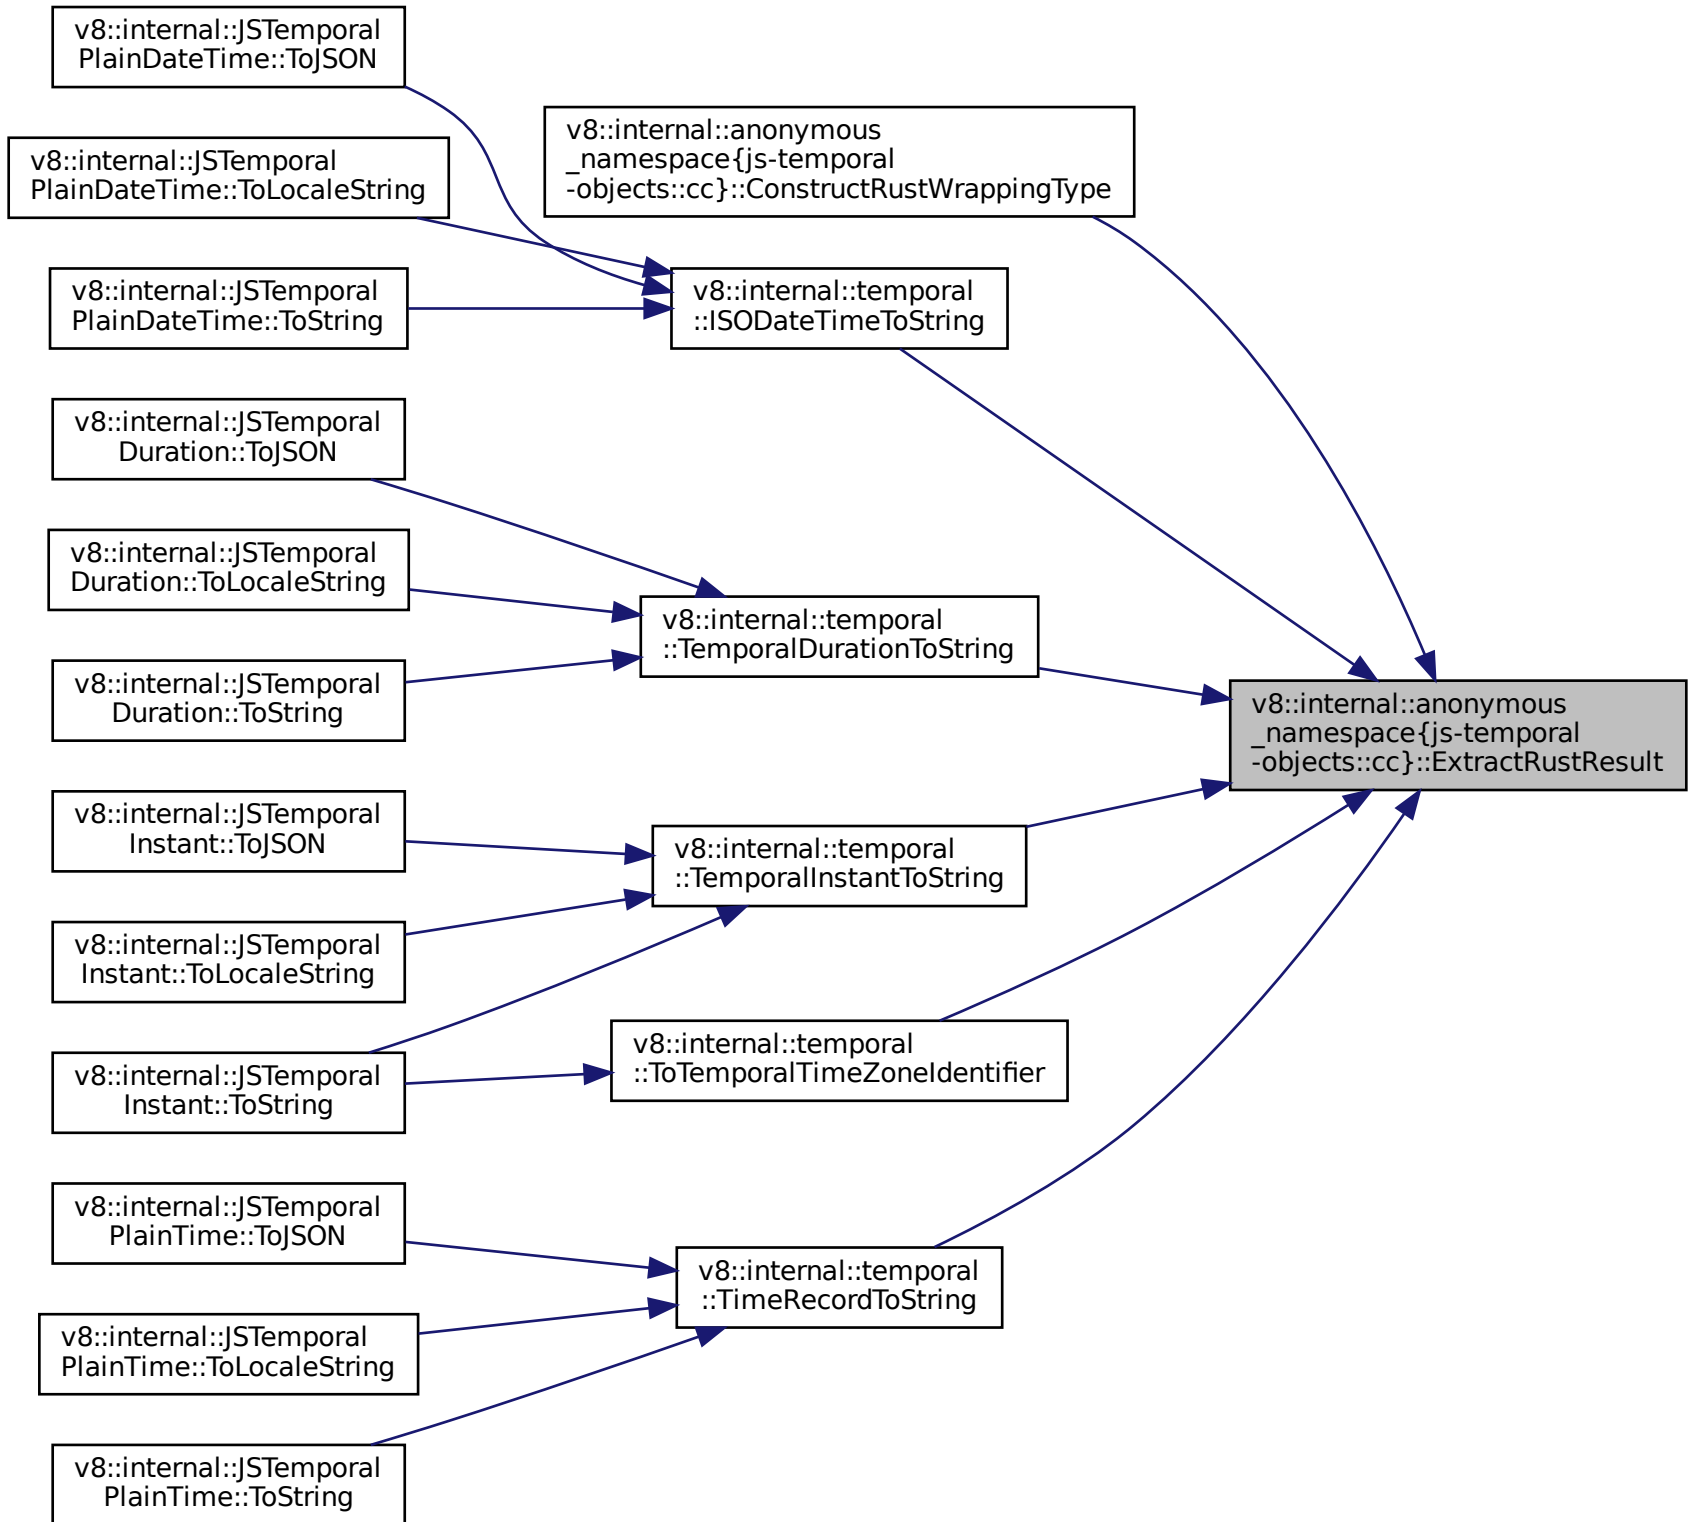 v8::internal::JSTemporal
PlainDateTime::ToJSON
v8::internal::JSTemporal
PlainDateTime::ToLocaleString
v8::internal::JSTemporal
PlainDateTime::ToString
v8::internal::JSTemporal
Duration::ToJSON
v8::internal::JSTemporal
Duration::ToLocaleString
v8::internal::JSTemporal
Duration::ToString
v8::internal::JSTemporal
Instant::ToJSON
v8::internal::JSTemporal
Instant::ToLocaleString
v8::internal::JSTemporal
Instant::ToString
v8::internal::JSTemporal
PlainTime::ToJSON
v8::internal::JSTemporal
PlainTime::ToLocaleString
v8::internal::JSTemporal
PlainTime::ToString
v8::internal::anonymous
_namespace{js-temporal
-objects::cc}::ConstructRustWrappingType
v8::internal::temporal
::ISODateTimeToString
v8::internal::temporal
::TemporalDurationToString
v8::internal::temporal
::TemporalInstantToString
v8::internal::temporal
::ToTemporalTimeZoneIdentifier
v8::internal::temporal
::TimeRecordToString
v8::internal::anonymous
_namespace{js-temporal
-objects::cc}::ExtractRustResult